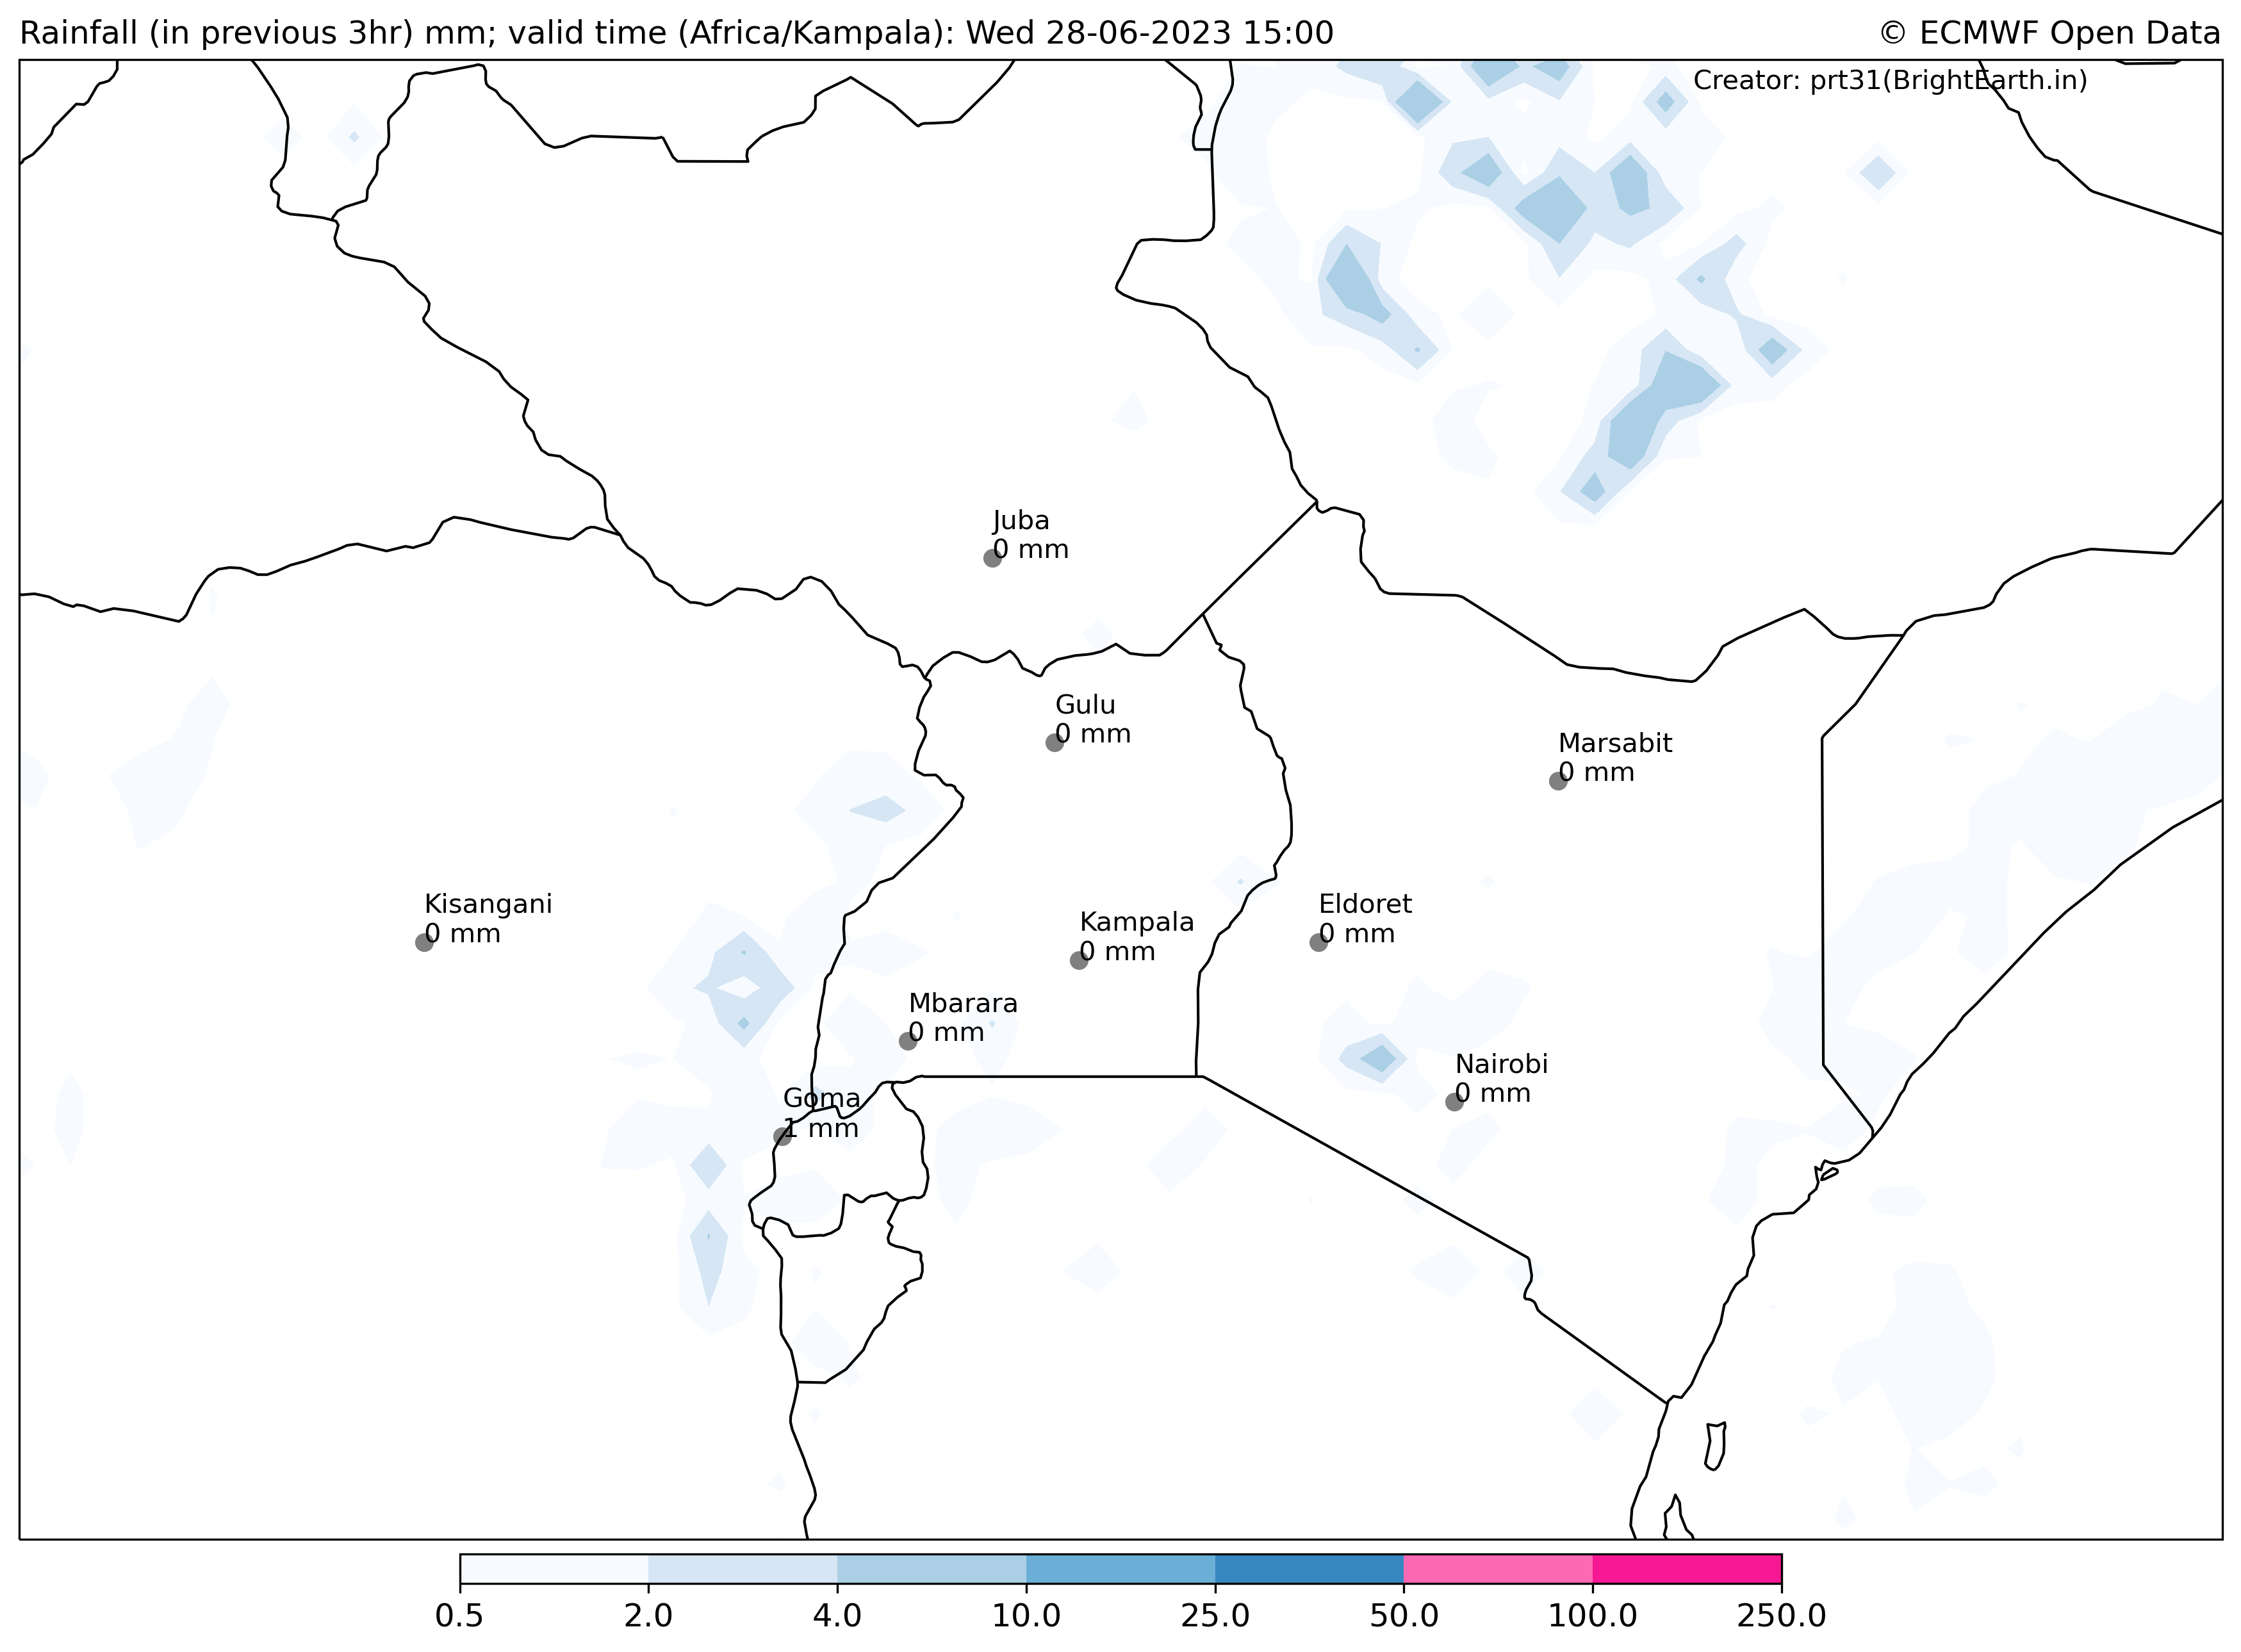 Rainfall (in previous 3hr) mm; valid time (Africa/Kampala): Wed 28-06-2023 15:00
© ECMWF Open Data
Creator: prt31(BrightEarth.in)
Juba
0 mm
Gulu
0 mm
Marsabit
0 mm
Kisangani
0 mm
Eldoret
0 mm
Kampala
0 mm
Mbarara
0 mm
Nairobi
0 mm
Goma
1 mm
0.5 2.0 4.0 10.0 25.0 50.0 100.0 250.0